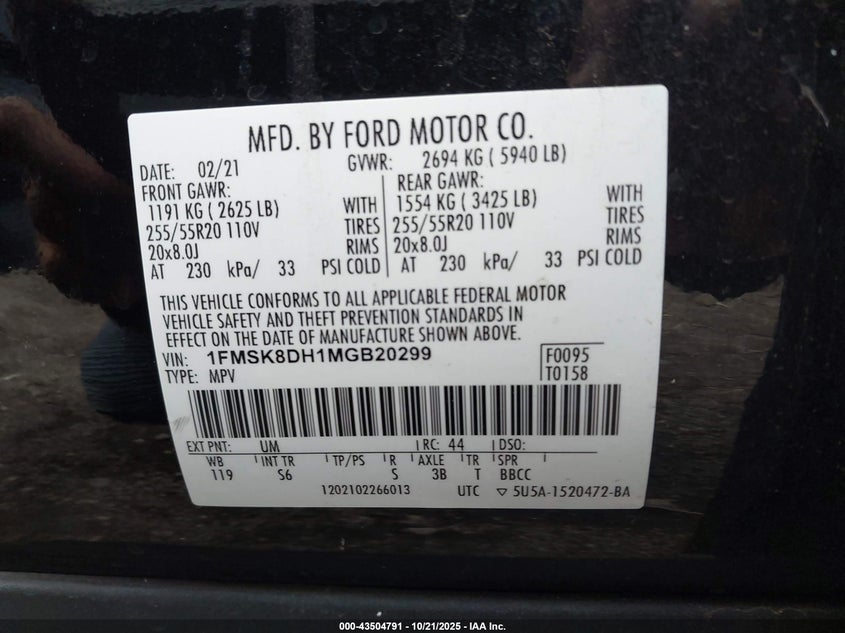 MFD. BY FORD MOTOR CO.
DATE: 02/21 GVWR: 2694 KG ( 5940 LB)
FRONT GAWR: REAR GAWR:
1191 KG ( 2625 LB) WITH 1554 KG ( 3425 LB) WITH
255/55R20 110V TIRES 255/55R20 110V TIRES
20x8.0J RIMS 20x8.0J RIMS
AT 230 kPa/ 33 PSI COLD AT 230 kPa/ 33 PSI COLD
THIS VEHICLE CONFORMS TO ALL APPLICABLE FEDERAL MOTOR
VEHICLE SAFETY AND THEFT PREVENTION STANDARDS IN
EFFECT ON THE DATE OF MANUFACTURE SHOWN ABOVE.
VIN: 1FMSK8DH1MGB20299 F0095
TYPE: MPV T0158
EXT PNT: UM RC: 44 DSO:
WB INT TR TP/PS R AXLE TR SPR
119 S6 S 3B T BBCC
1202102266013 UTC ▽ 5U5A-1520472-BA
000-43504791 - 10/21/2025 - IAA Inc.